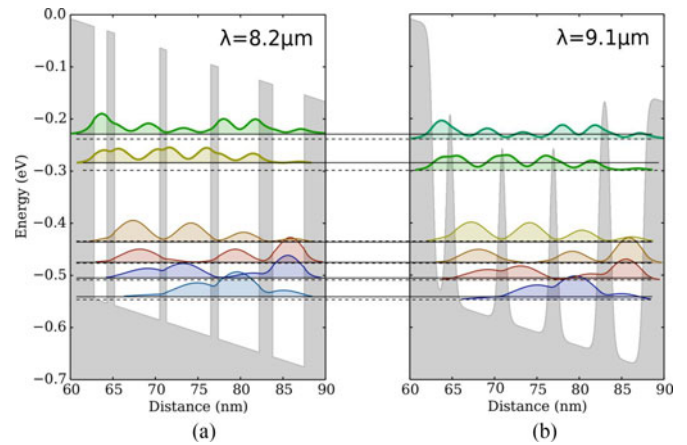 0.0
−0.1
−0.2
−0.3
−0.4
−0.5
−0.6
−0.7
Energy (eV)
λ=8.2μm
λ=9.1μm
60 65 70 75 80 85 90
60 65 70 75 80 85 90
Distance (nm)
Distance (nm)
(a)
(b)